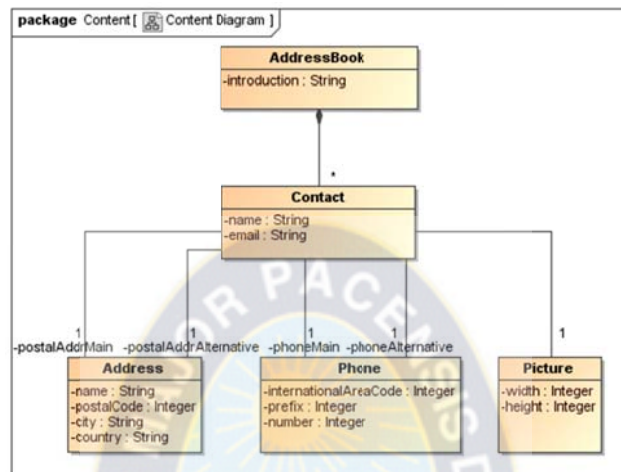 package Content [ Content Diagram ]
AddressBook
-introduction : String
*
Contact
-name : String
-email : String
1 1 1 1 1
-postalAddrMain -postalAddrAlternative -phoneMain -phoneAlternative
Address
-name : String
-postalCode : Integer
-city : String
-country : String
Phone
-internationalAreaCode : Integer
-prefix : Integer
-number : Integer
Picture
-width : Integer
-height : Integer
MAJOR PACENSIS